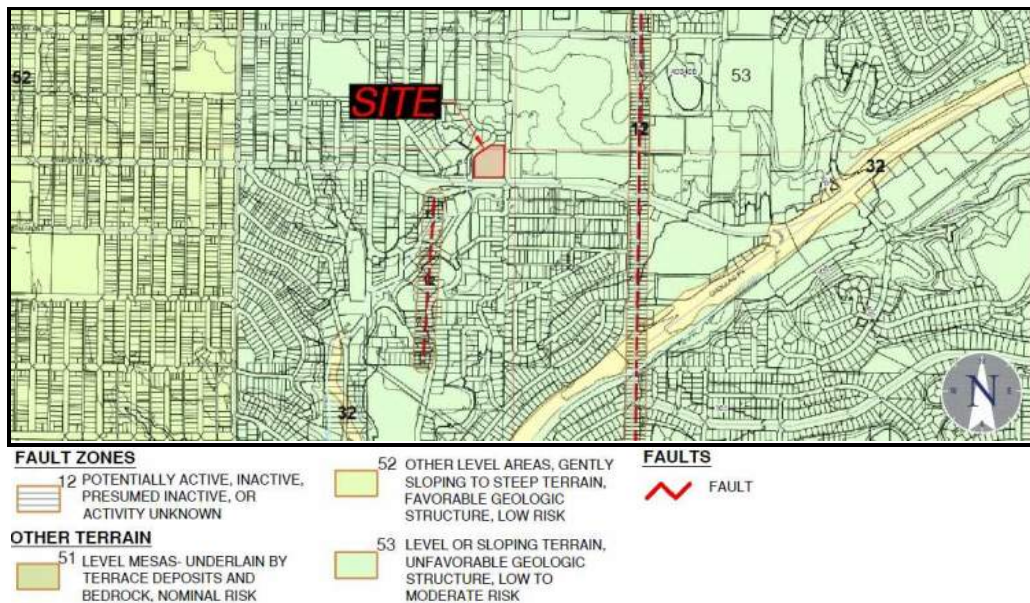 52
SITE
53
12
32
32
N
W
E
FAULT ZONES
12 POTENTIALLY ACTIVE, INACTIVE,
PRESUMED INACTIVE, OR
ACTIVITY UNKNOWN
OTHER TERRAIN
51 LEVEL MESAS- UNDERLAIN BY
TERRACE DEPOSITS AND
BEDROCK, NOMINAL RISK
52 OTHER LEVEL AREAS, GENTLY
SLOPING TO STEEP TERRAIN,
FAVORABLE GEOLOGIC
STRUCTURE, LOW RISK
53 LEVEL OR SLOPING TERRAIN,
UNFAVORABLE GEOLOGIC
STRUCTURE, LOW TO
MODERATE RISK
FAULTS
FAULT